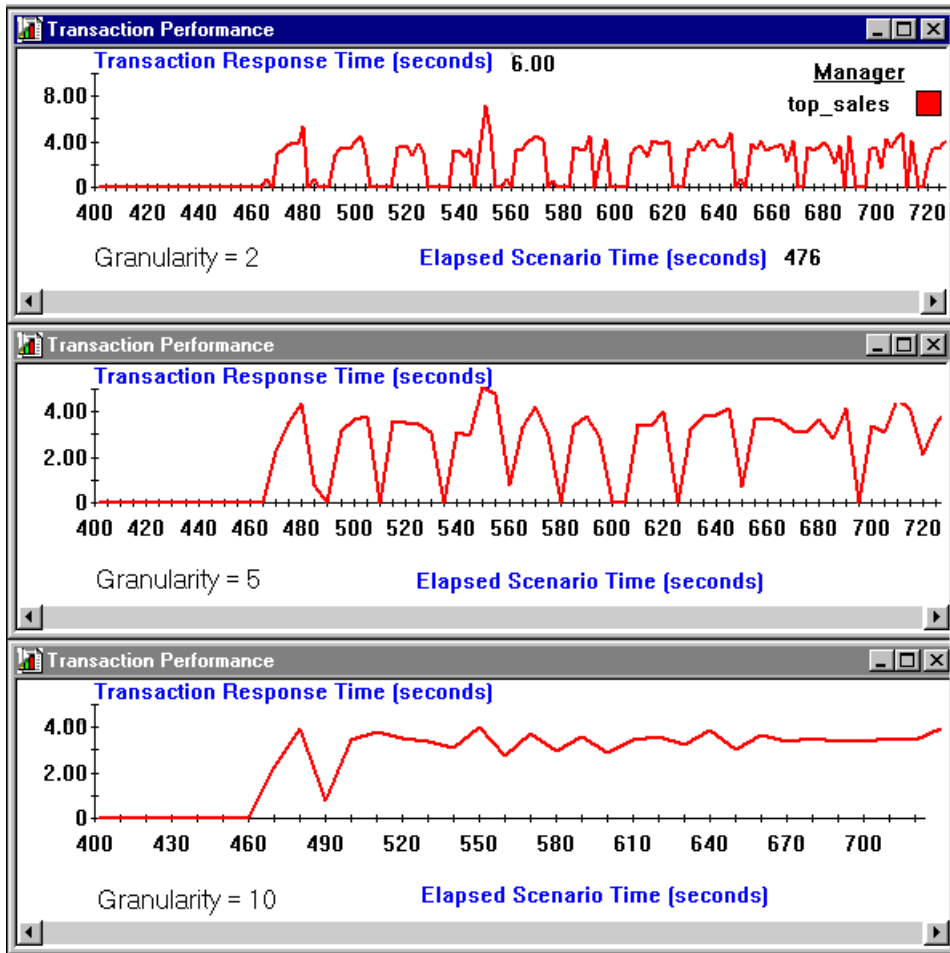 Transaction Performance
Transaction Response Time (seconds) 6.00
Manager
top_sales
8.00
4.00
0
400 420 440 460 480 500 520 540 560 580 600 620 640 660 680 700 720
Granularity = 2
Elapsed Scenario Time (seconds) 476
Transaction Performance
Transaction Response Time (seconds)
4.00
2.00
0
400 420 440 460 480 500 520 540 560 580 600 620 640 660 680 700 720
Granularity = 5
Elapsed Scenario Time (seconds)
Transaction Performance
Transaction Response Time (seconds)
4.00
2.00
0
400 430 460 490 520 550 580 610 640 670 700
Granularity = 10
Elapsed Scenario Time (seconds)